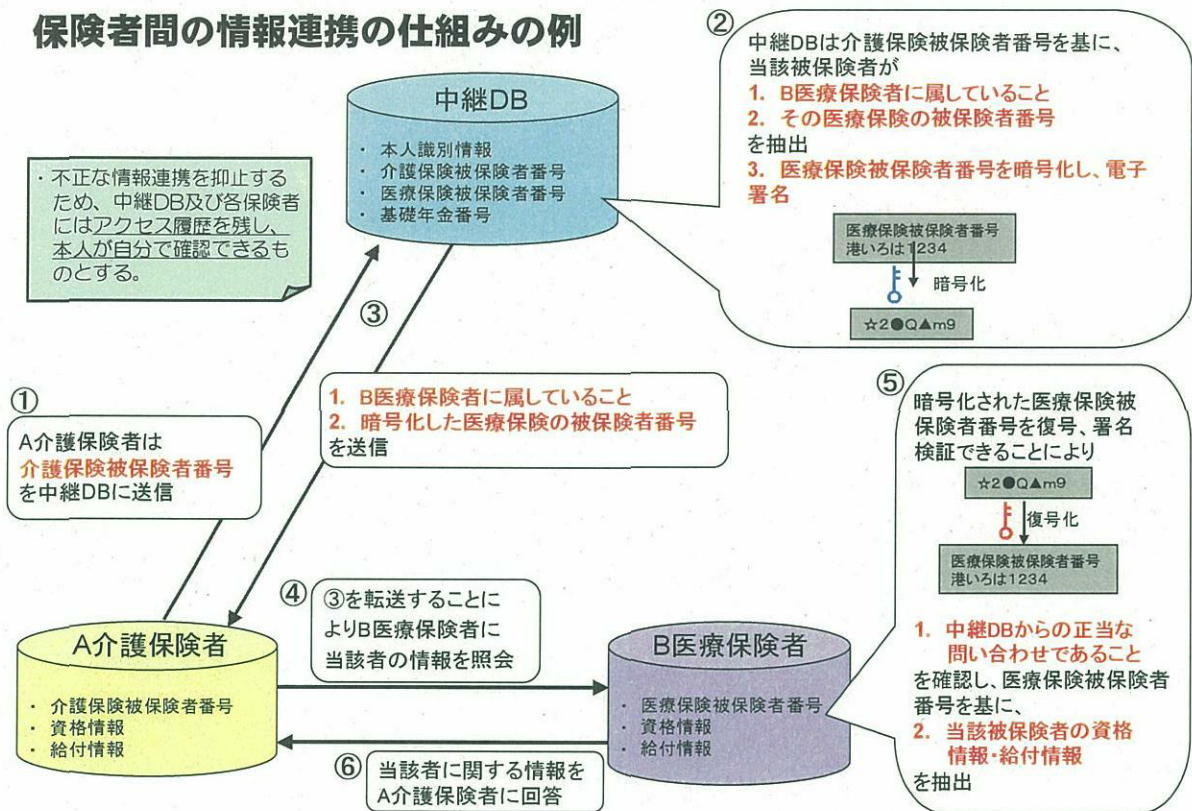 保険者間の情報連携の仕組みの例
中継DB
・ 本人識別情報
・ 介護保険被保険者番号
・ 医療保険被保険者番号
・ 基礎年金番号
・不正な情報連携を抑止する
ため、中継DB及び各保険者
にはアクセス履歴を残し、
本人が自分で確認できるも
のとする。
②
中継DBは介護保険被保険者番号を基に、
当該被保険者が
1. B医療保険者に属していること
2. その医療保険の被保険者番号
を抽出
3. 医療保険被保険者番号を暗号化し、電子
署名
医療保険被保険者番号
港いろは1234
暗号化
☆2●Q▲m9
①
A介護保険者は
介護保険被保険者番号
を中継DBに送信
③
1. B医療保険者に属していること
2. 暗号化した医療保険の被保険者番号
を送信
④
③を転送することに
よりB医療保険者に
当該者の情報を照会
A介護保険者
・ 介護保険被保険者番号
・ 資格情報
・ 給付情報
B医療保険者
・ 医療保険被保険者番号
・ 資格情報
・ 給付情報
⑤
暗号化された医療保険被
保険者番号を復号、署名
検証できることにより
☆2●Q▲m9
復号化
医療保険被保険者番号
港いろは1234
1. 中継DBからの正当な
問い合わせであること
を確認し、医療保険被保険者
番号を基に、
2. 当該被保険者の資格
情報・給付情報
を抽出
⑥
当該者に関する情報を
A介護保険者に回答